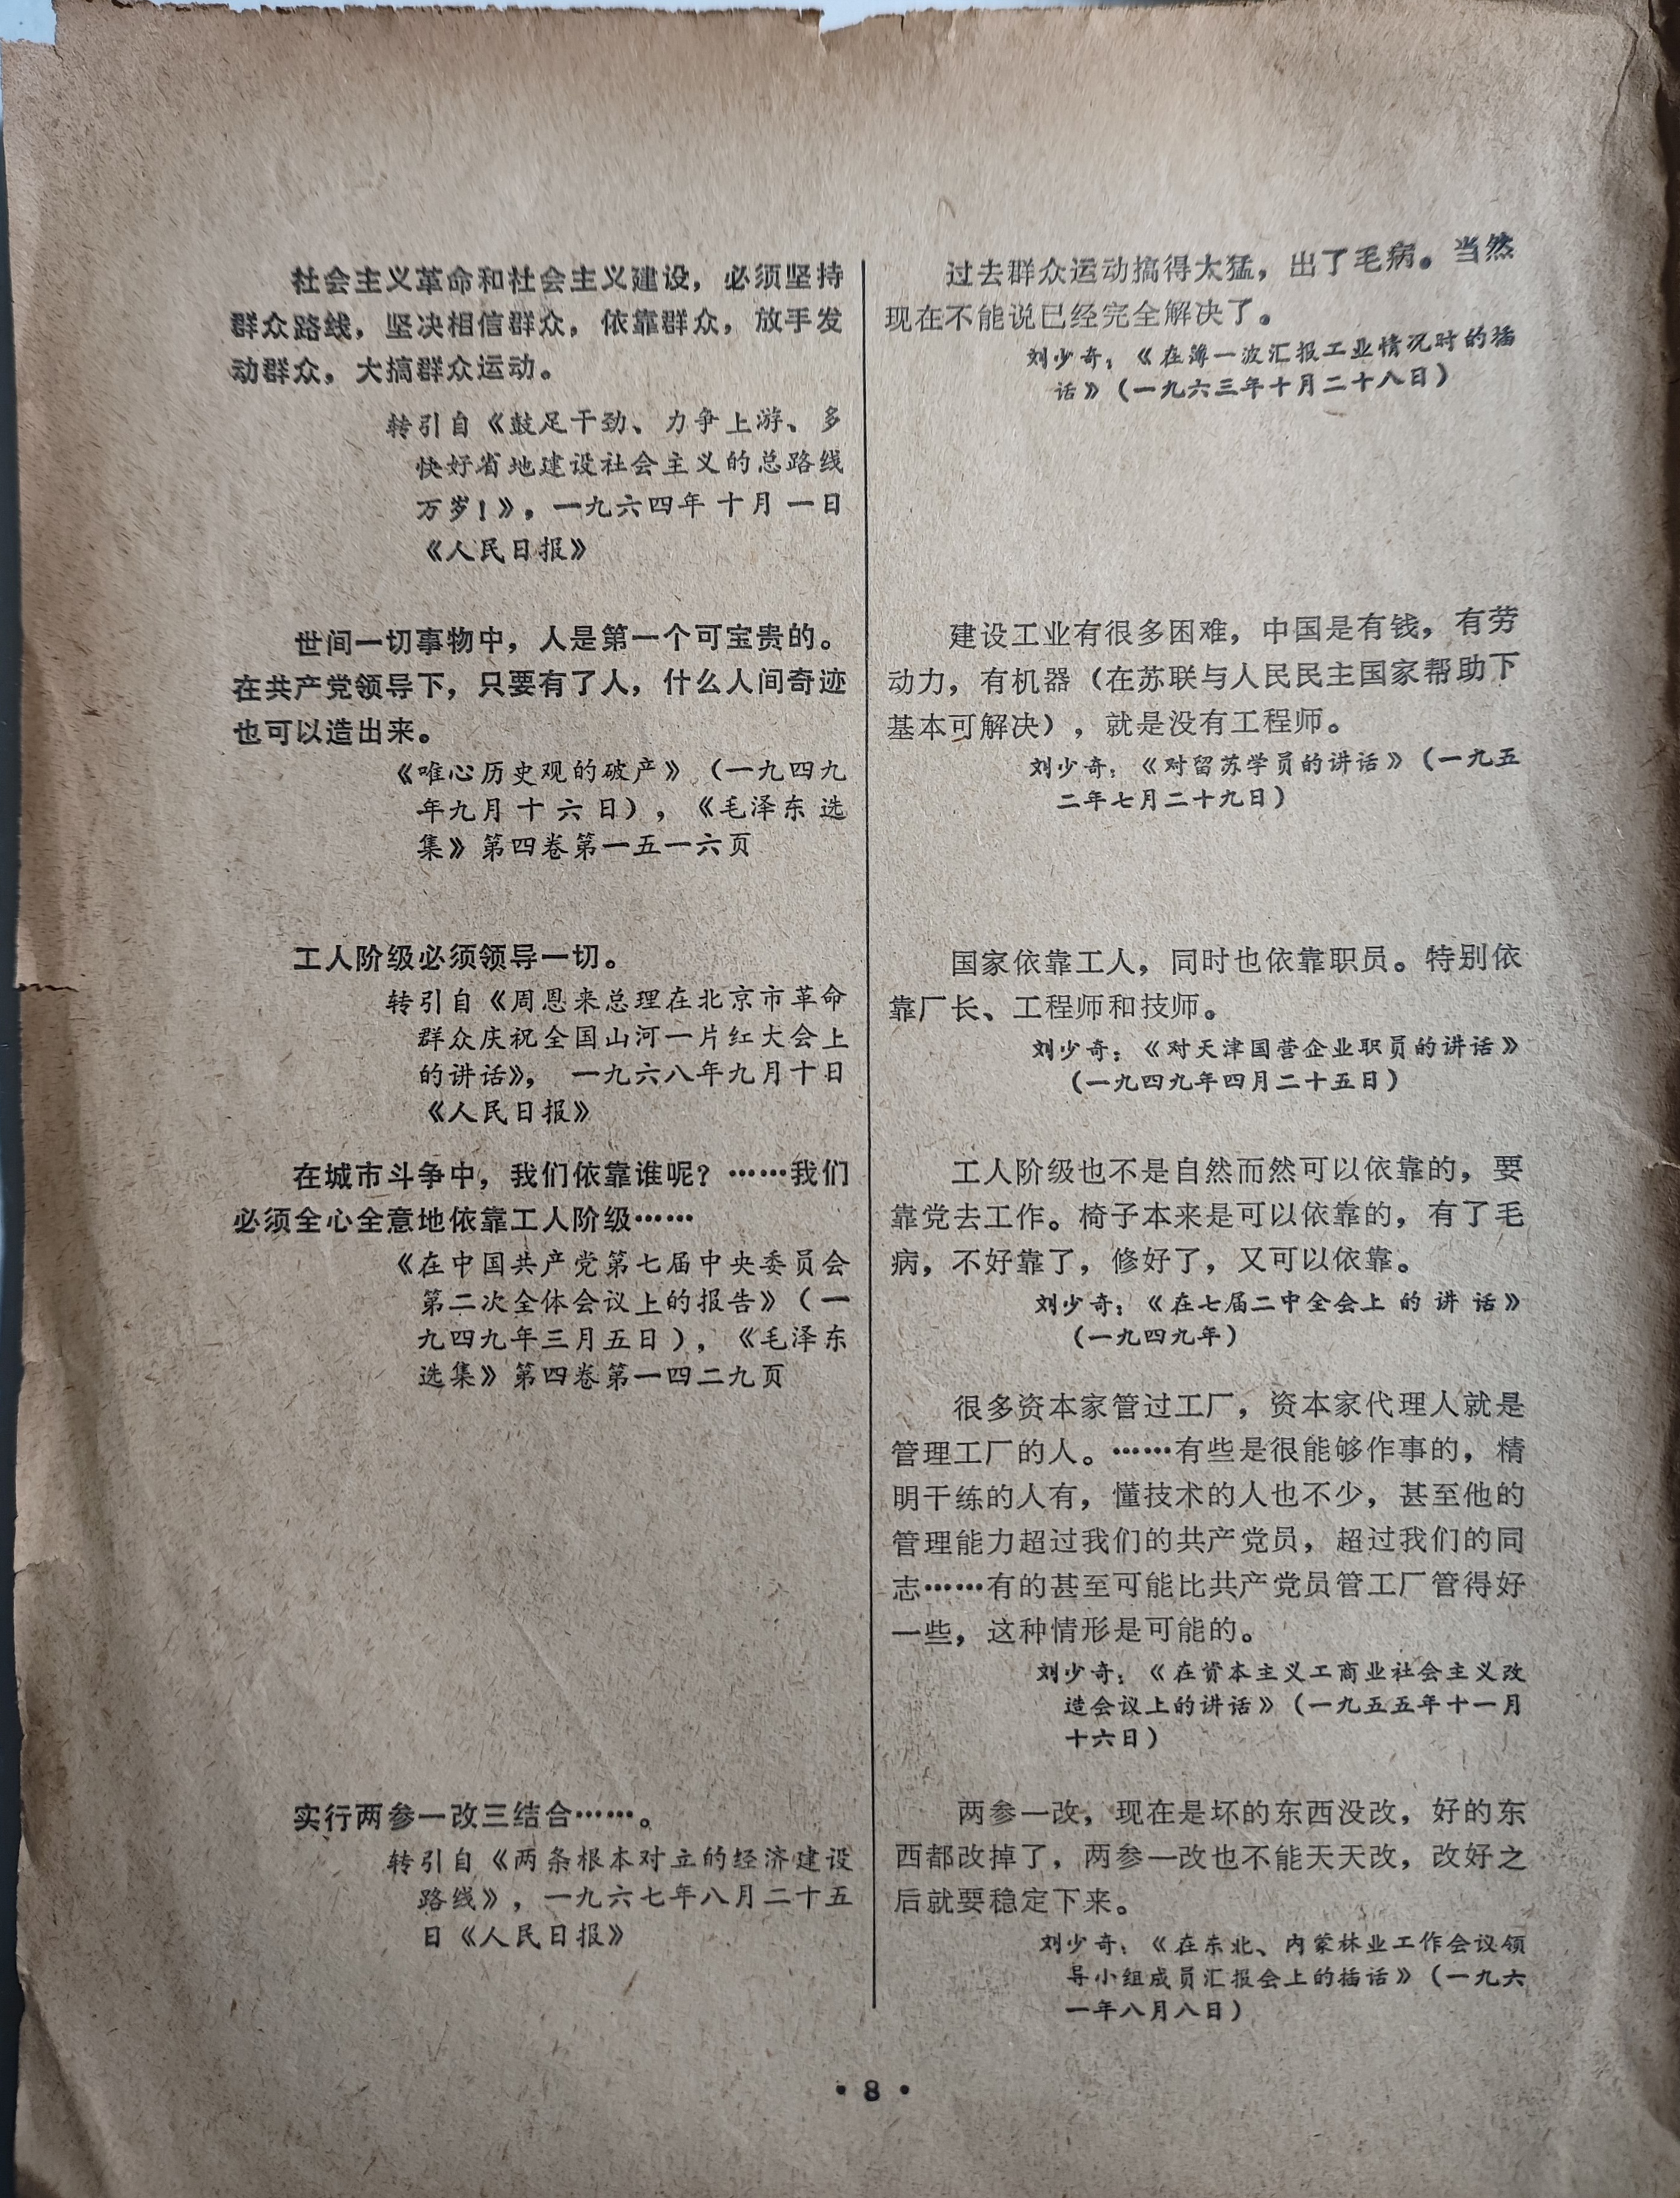 社会主义革命和社会主义建设，必须坚持
群众路线，坚决相信群众，依靠群众，放手发
动群众，大搞群众运动。
转引自《鼓足干劲、力争上游、多
快好省地建设社会主义的总路线
万岁！》，一九六四年十月一日
《人民日报》
世间一切事物中，人是第一个可宝贵的。
在共产党领导下，只要有了人，什么人间奇迹
也可以造出来。
《唯心历史观的破产》（一九四九
年九月十六日），《毛泽东选
集》第四卷第一五一六页
工人阶级必须领导一切。
转引自《周恩来总理在北京市革命
群众庆祝全国山河一片红大会上
的讲话》，一九六八年九月十日
《人民日报》
在城市斗争中，我们依靠谁呢？……我们
必须全心全意地依靠工人阶级……
《在中国共产党第七届中央委员会
第二次全体会议上的报告》（一
九四九年三月五日），《毛泽东
选集》第四卷第一四二九页
实行两参一改三结合……。
转引自《两条根本对立的经济建设
路线》，一九六七年八月二十五
日《人民日报》
过去群众运动搞得太猛，出了毛病。当然
现在不能说已经完全解决了。
刘少奇：《在薄一波汇报工业情况时的插
话》（一九六三年十月二十八日）
建设工业有很多困难，中国是有钱，有劳
动力，有机器（在苏联与人民民主国家帮助下
基本可解决），就是没有工程师。
刘少奇：《对留苏学员的讲话》（一九五
二年七月二十九日）
国家依靠工人，同时也依靠职员。特别依
靠厂长、工程师和技师。
刘少奇：《对天津国营企业职员的讲话》
（一九四九年四月二十五日）
工人阶级也不是自然而然可以依靠的，要
靠党去工作。椅子本来是可以依靠的，有了毛
病，不好靠了，修好了，又可以依靠。
刘少奇：《在七届二中全会上的讲话》
（一九四九年）
很多资本家管过工厂，资本家代理人就是
管理工厂的人。……有些是很能够作事的，精
明干练的人有，懂技术的人也不少，甚至他的
管理能力超过我们的共产党员，超过我们的同
志……有的甚至可能比共产党员管工厂管得好
一些，这种情形是可能的。
刘少奇：《在资本主义工商业社会主义改
造会议上的讲话》（一九五五年十一月
十六日）
两参一改，现在是坏的东西没改，好的东
西都改掉了，两参一改也不能天天改，改好之
后就要稳定下来。
刘少奇：《在东北、内蒙林业工作会议领
导小组成员汇报会上的插话》（一九六
一年八月八日）
·8·